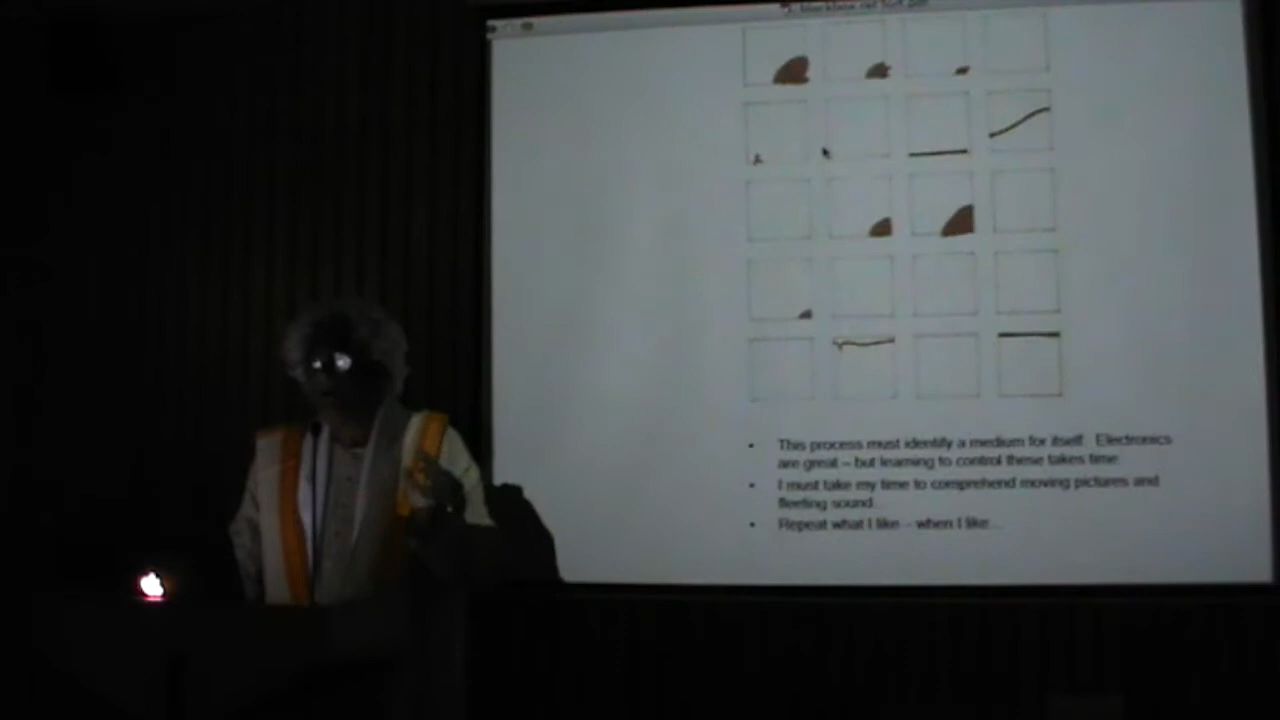 This process must identify a medium for itself. Electronics
are great – but learning to control these takes time
I must take my time to comprehend moving pictures and
fleeting sound...
Repeat what I like – when I like...